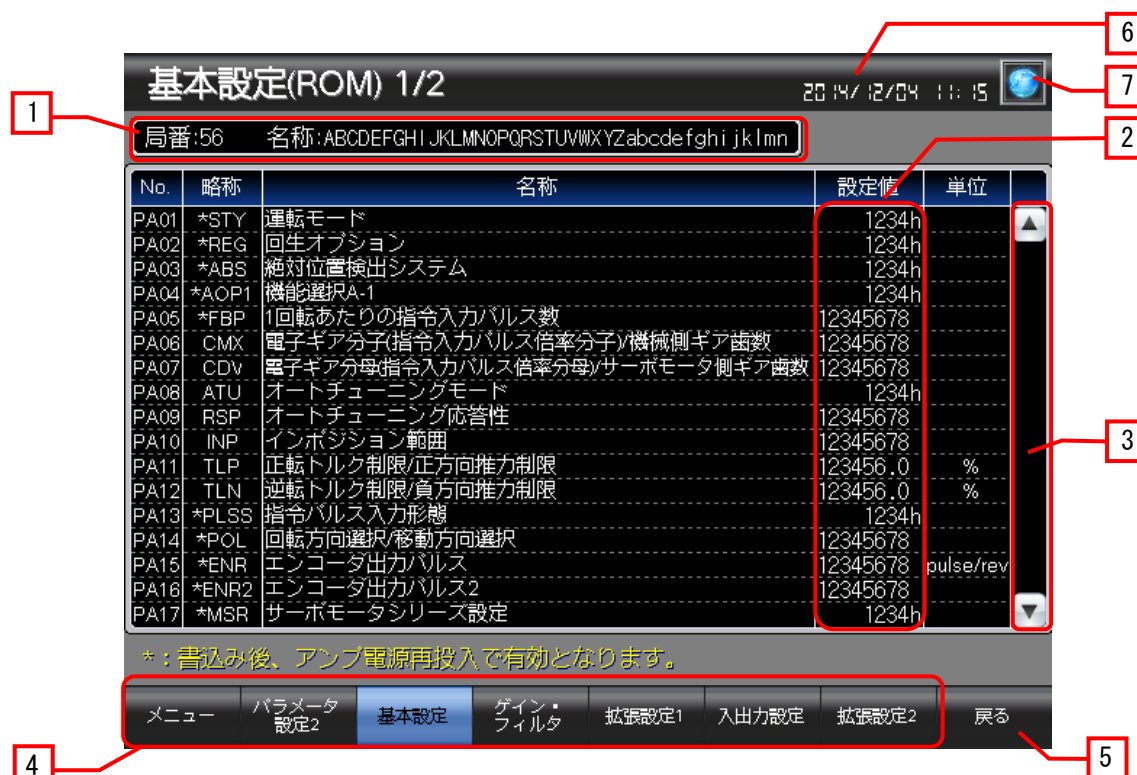 6
基本設定(ROM) 1/2
2014/12/04 11:15
7
1
局番:56 名称:ABCDEFGHIJKLMNOPQRSTUVWXYZabcdefghijklmn
2
No. 略称 名称 設定値 単位
PA01 *STY 運転モード 1234h
PA02 *REG 回生オプション 1234h
PA03 *ABS 絶対位置検出システム 1234h
PA04 *AOP1 機能選択A-1 1234h
PA05 *FBP 1回転あたりの指令入力パルス数 12345678
PA06 CMX 電子ギア分子(指令入力パルス倍率分子)/機械側ギア歯数 12345678
PA07 CDV 電子ギア分母(指令入力パルス倍率分母)/サーボモータ側ギア歯数 12345678
PA08 ATU オートチューニングモード 1234h
PA09 RSP オートチューニング応答性 12345678
PA10 INP インポジション範囲 12345678
3
PA11 TLP 正転トルク制限/正方向推力制限 123456.0 %
PA12 TLN 逆転トルク制限/負方向推力制限 123456.0 %
PA13 *PLSS 指令パルス入力形態 1234h
PA14 *POL 回転方向選択/移動方向選択 12345678
PA15 *ENR エンコーダ出力パルス 12345678 pulse/rev
PA16 *ENR2 エンコーダ出力パルス2 12345678
PA17 *MSR サーボモータシリーズ設定 1234h
*:書込み後、アンプ電源再投入で有効となります。
メニュー パラメータ設定2 基本設定 ゲイン・フィルタ 拡張設定1 入出力設定 拡張設定2 戻る
4
5